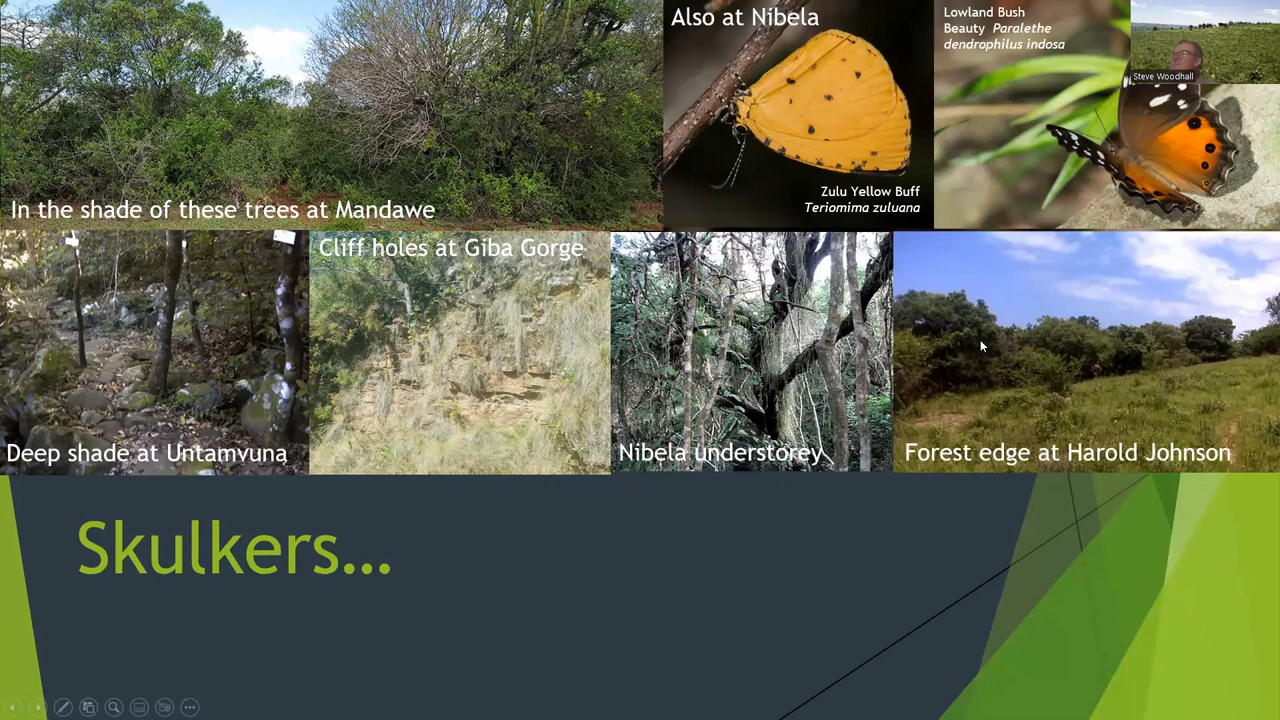 In the shade of these trees at Mandawe
Also at Nibela
Zulu Yellow Buff
Teriomima zuluana
Lowland Bush
Beauty Paralethe
dendrophilus indosa
Steve Woodhall
Deep shade at Untamvuna
Cliff holes at Giba Gorge
Nibela understorey
Forest edge at Harold Johnson
Skulkers...